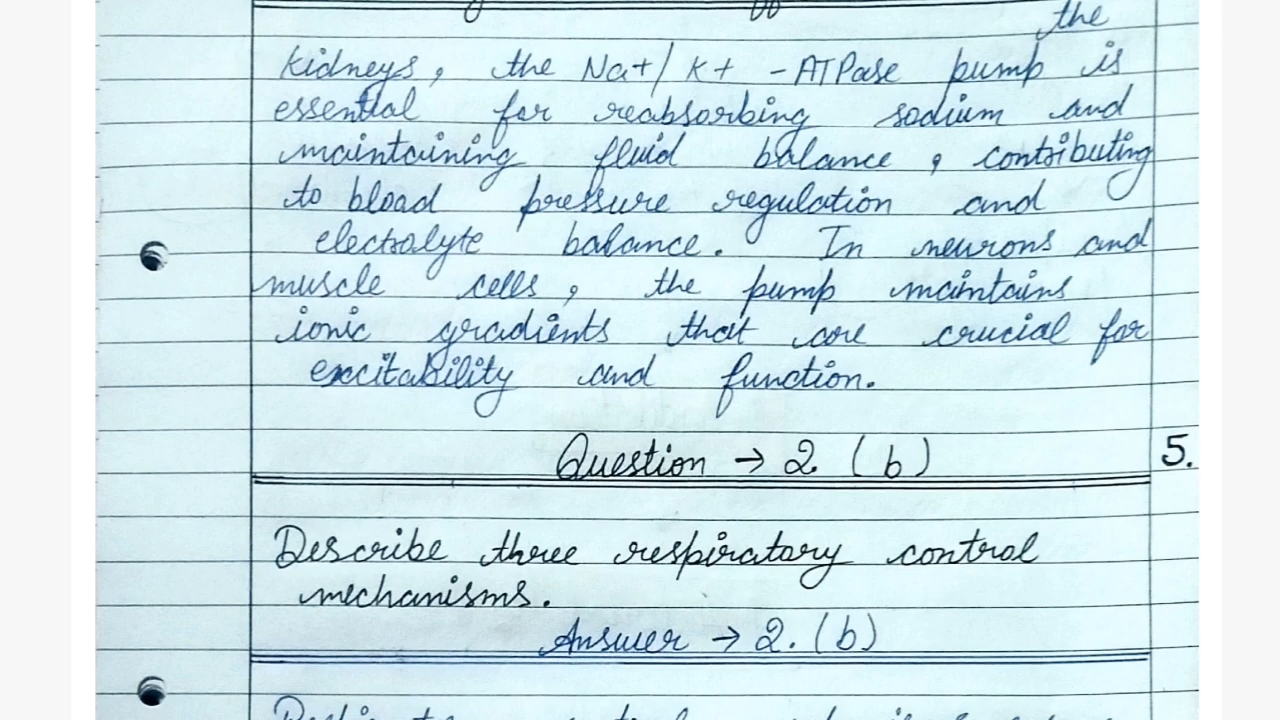 the
kidneys, the Na+/K+ -ATPase pump is
essential for reabsorbing sodium and
maintaining fluid balance, contributing
to blood pressure regulation and
electrolyte balance. In neurons and
muscle cells, the pump maintains
ionic gradients that are crucial for
excitability and function.
Question → 2. (b) 5.
Describe three respiratory control
mechanisms.
Answer → 2. (b)